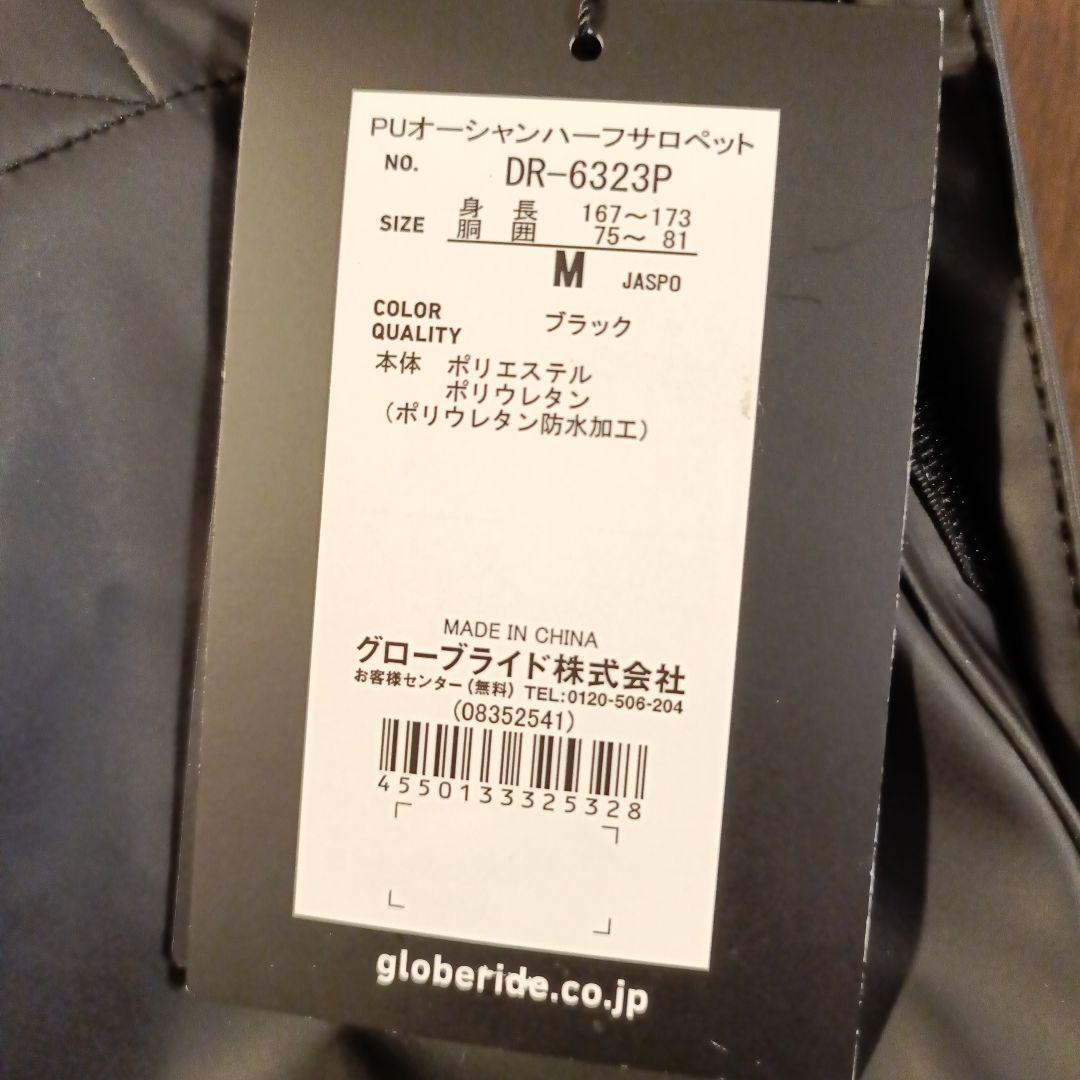 PUオーシャンハーフサロペット
NO. DR-6323P
SIZE 身長 167～173
胴囲 75～ 81
M JASPO
COLOR ブラック
QUALITY
本体 ポリエステル
ポリウレタン
（ポリウレタン防水加工）
MADE IN CHINA
グローブライド株式会社
お客様センター（無料） TEL:0120-506-204
(08352541)
4550133325328
globeride.co.jp